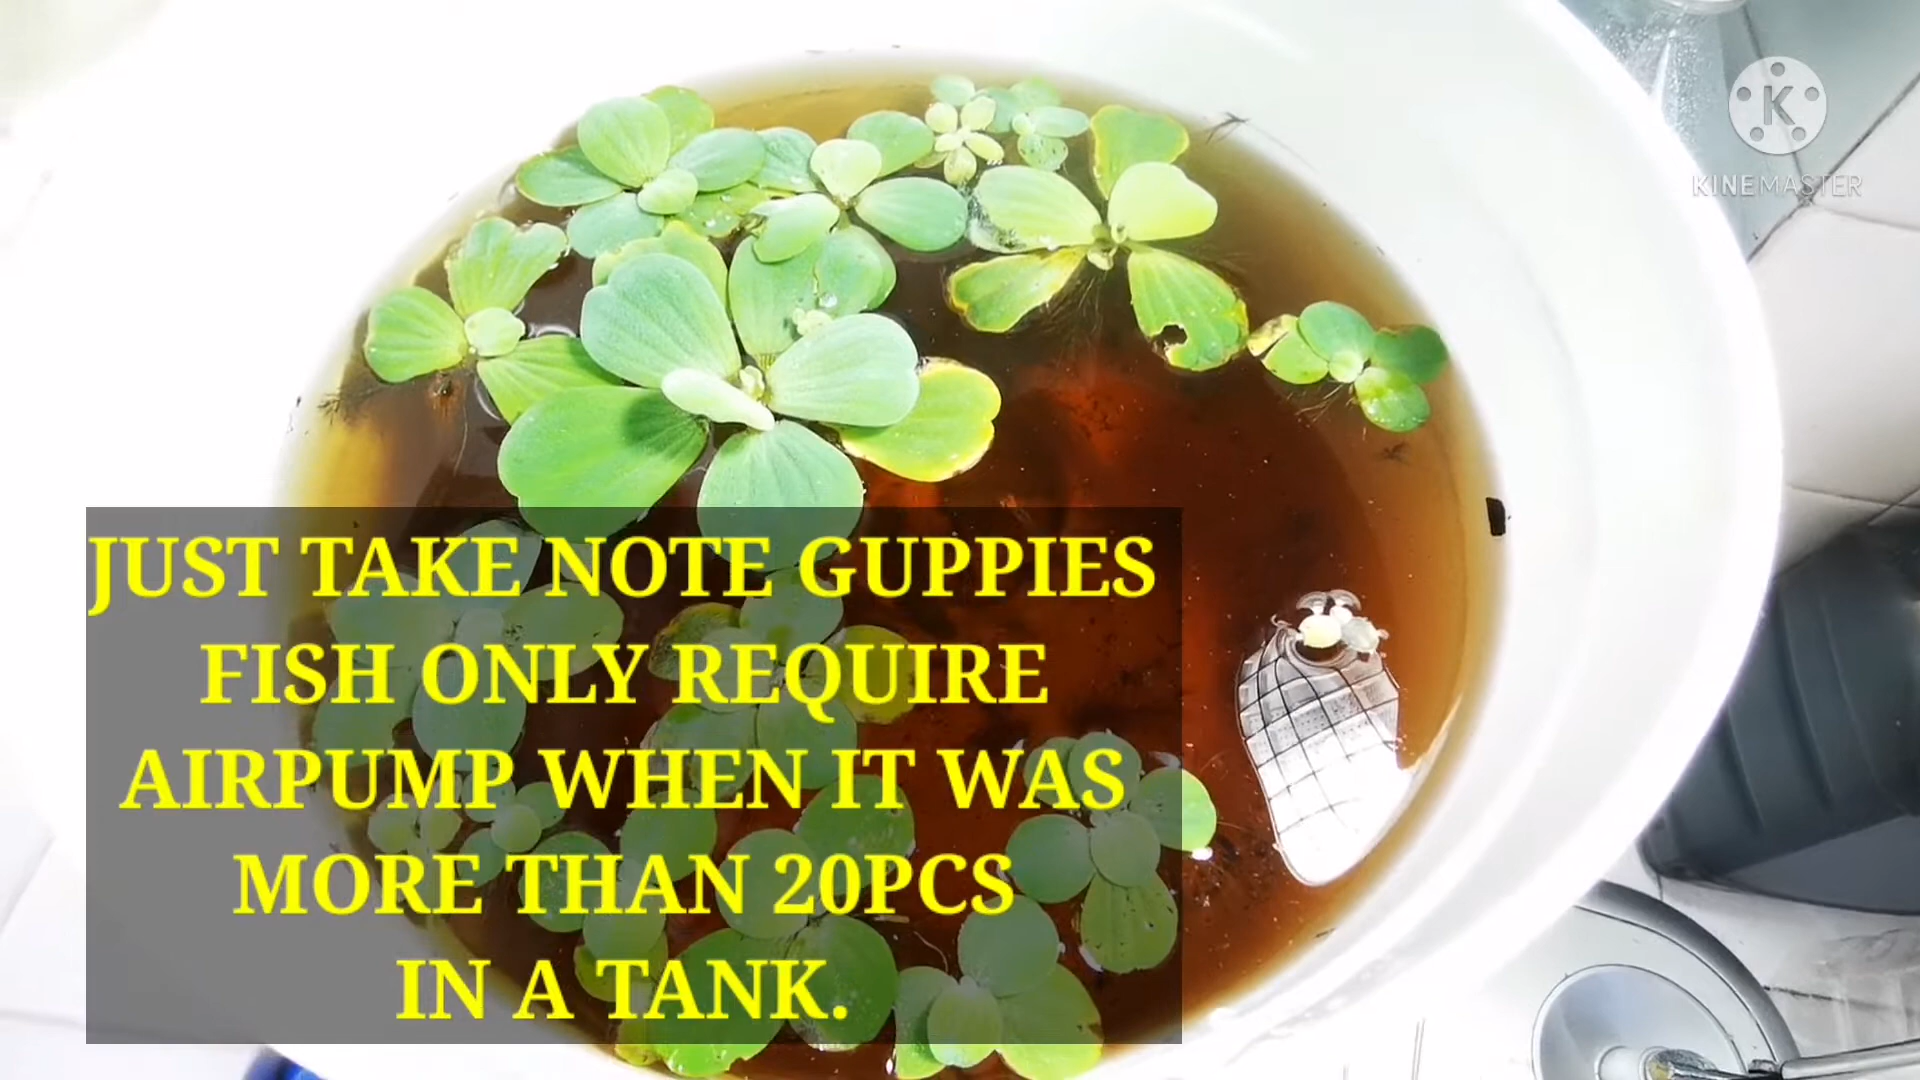 K
KINEMASTER
JUST TAKE NOTE GUPPIES
FISH ONLY REQUIRE
AIRPUMP WHEN IT WAS
MORE THAN 20PCS
IN A TANK.